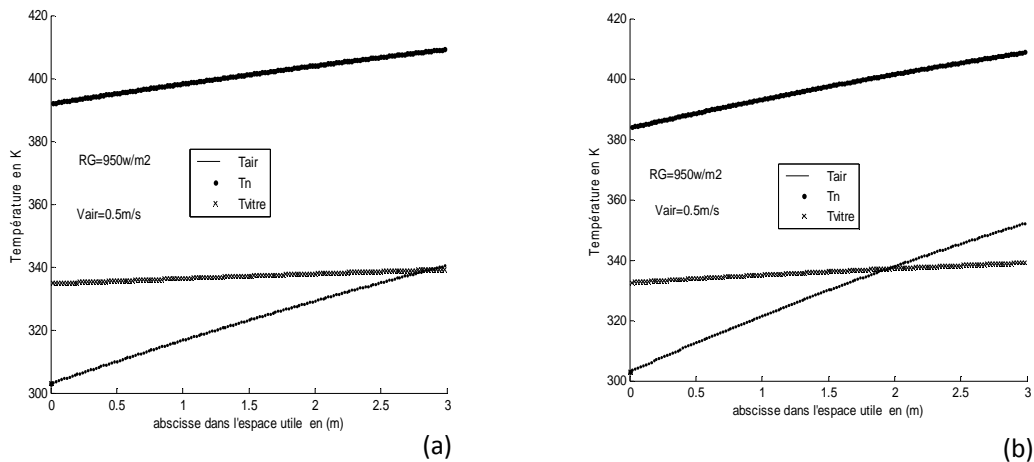 420
400
380
360
340
320
300
Température en K
RG=950w/m2
Vair=0.5m/s
Tair
Tn
Tvitre
0 0.5 1 1.5 2 2.5 3
abscisse dans l'espace utile en (m)
(a)
420
400
380
360
340
320
300
Température en K
RG=950w/m2
Vair=0.5m/s
Tair
Tn
Tvitre
0 0.5 1 1.5 2 2.5 3
abscisse dans l'espace utile en (m)
(b)